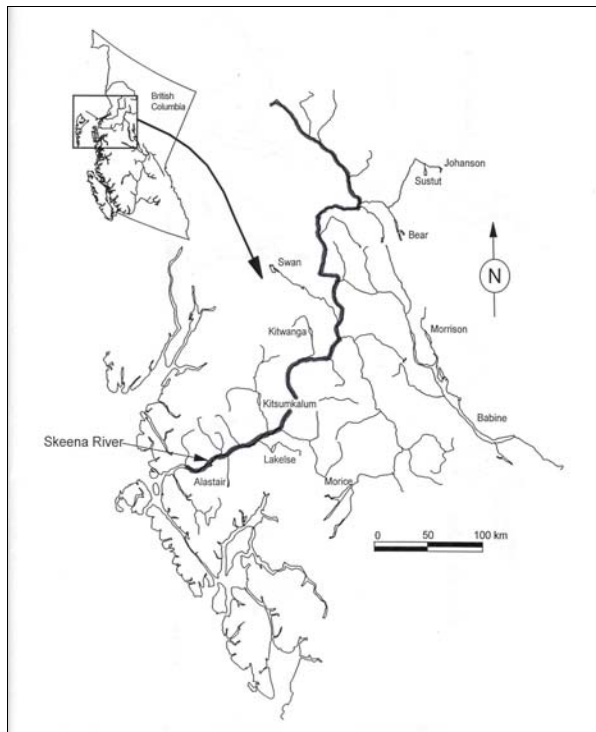 British
Columbia
Johanson
Sustut
Bear
Swan
N
Morrison
Kitwanga
Kitsumkalum
Babine
Skeena River
Lakelse
Alastair
Morice
0 50 100 km